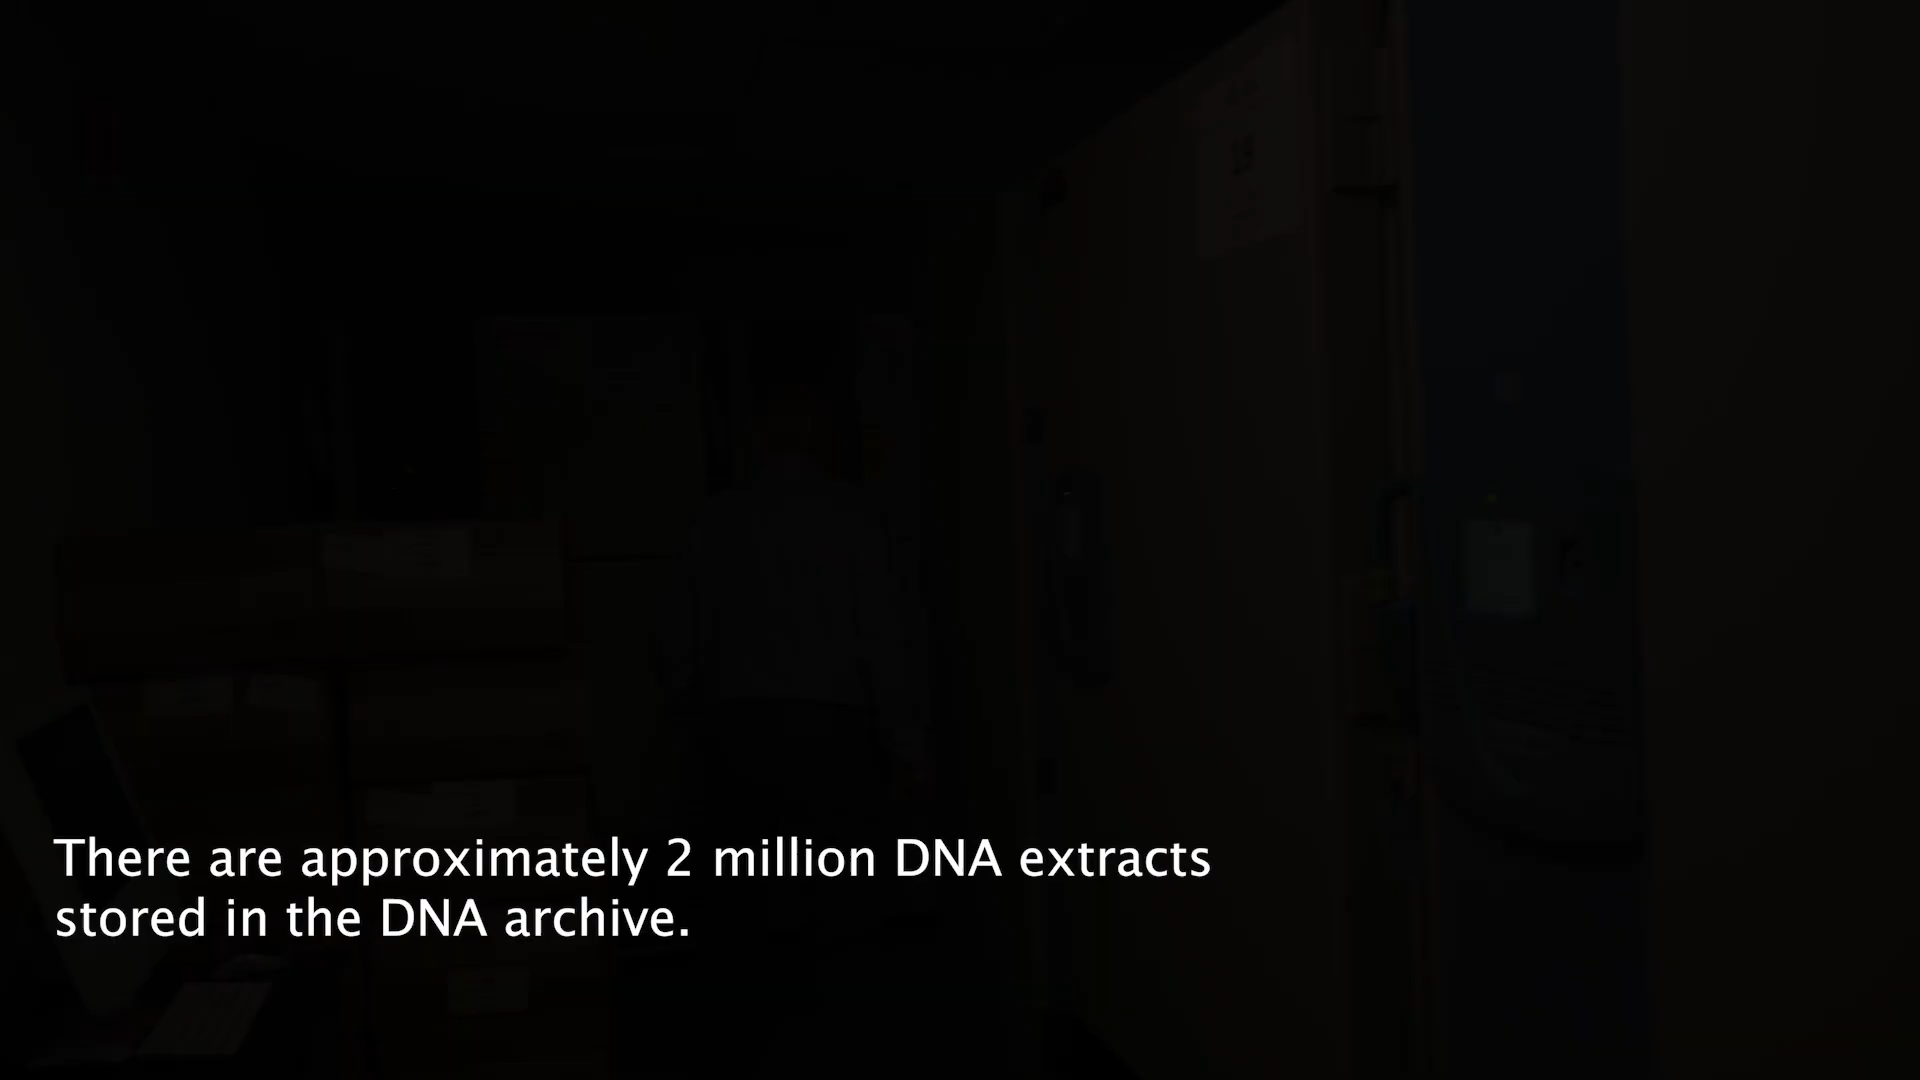 There are approximately 2 million DNA extracts
stored in the DNA archive.